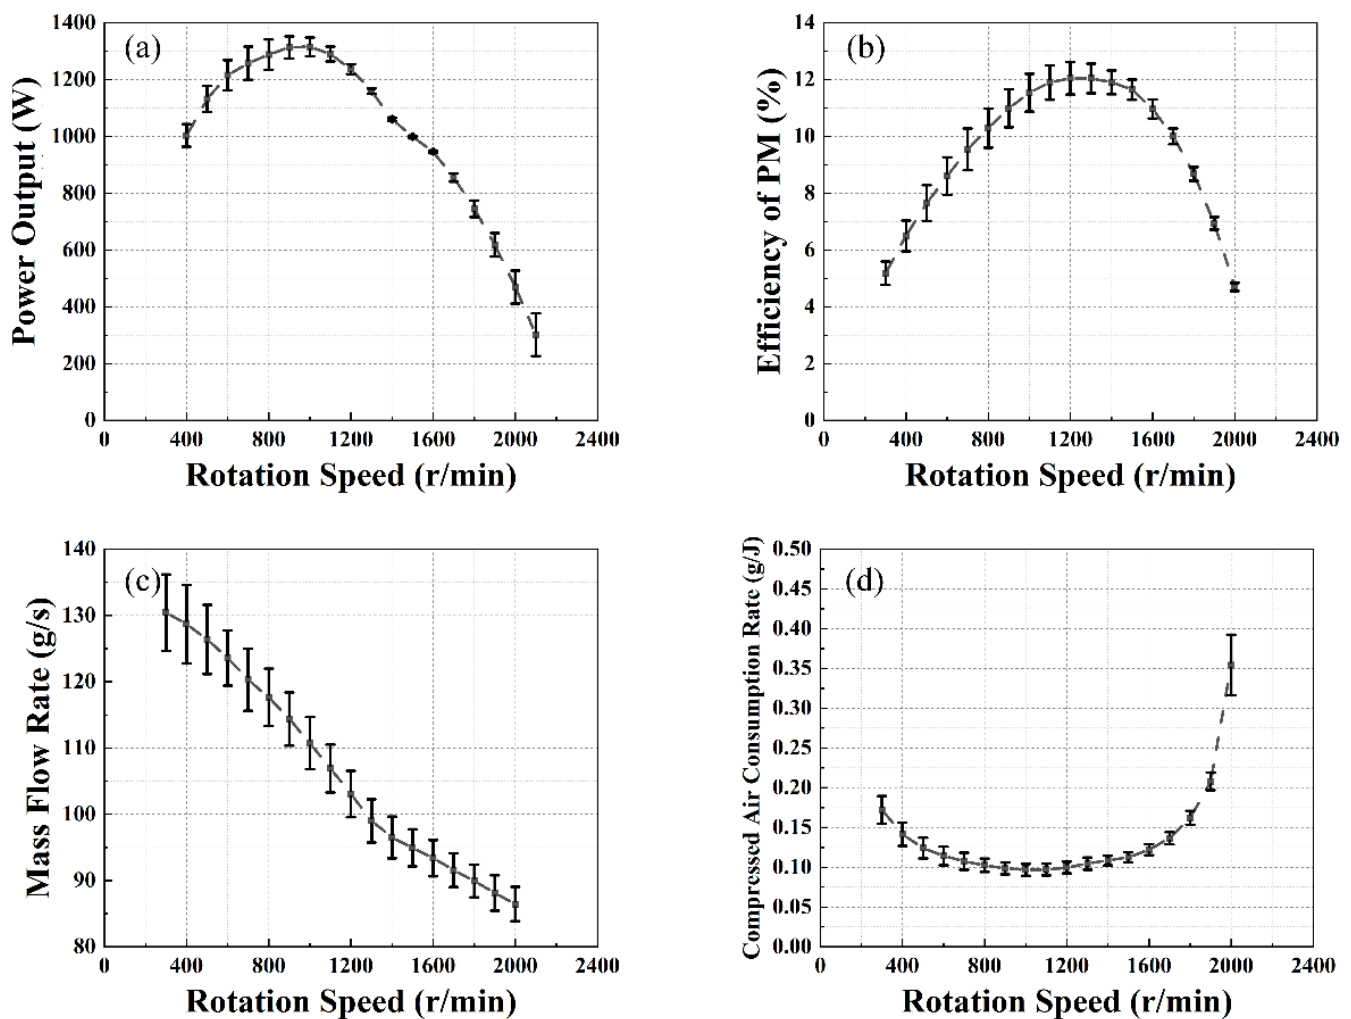 (a)
Power Output (W)
1400
1200
1000
800
600
400
200
0
0 400 800 1200 1600 2000 2400
Rotation Speed (r/min)
(b)
Efficiency of PM (%)
14
12
10
8
6
4
2
0
0 400 800 1200 1600 2000 2400
Rotation Speed (r/min)
(c)
Mass Flow Rate (g/s)
140
130
120
110
100
90
80
0 400 800 1200 1600 2000 2400
Rotation Speed (r/min)
(d)
Compressed Air Consumption Rate (g/J)
0.50
0.45
0.40
0.35
0.30
0.25
0.20
0.15
0.10
0.05
0.00
0 400 800 1200 1600 2000 2400
Rotation Speed (r/min)